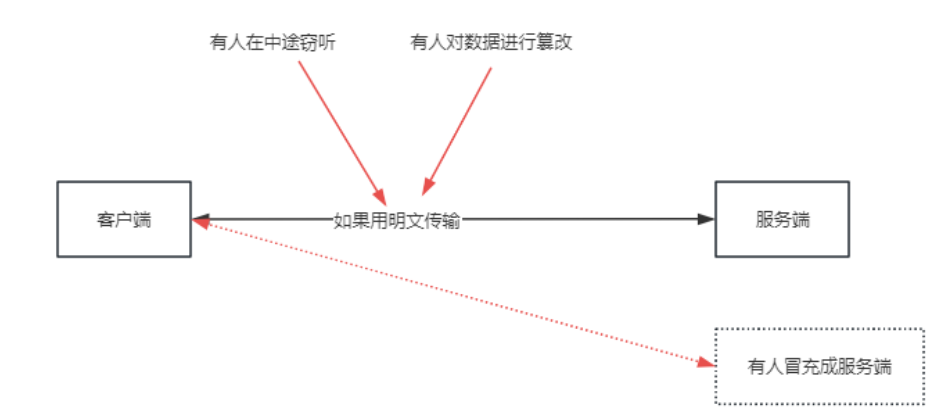 有人在中途窃听
有人对数据进行篡改
客户端
如果用明文传输
服务端
有人冒充成服务端